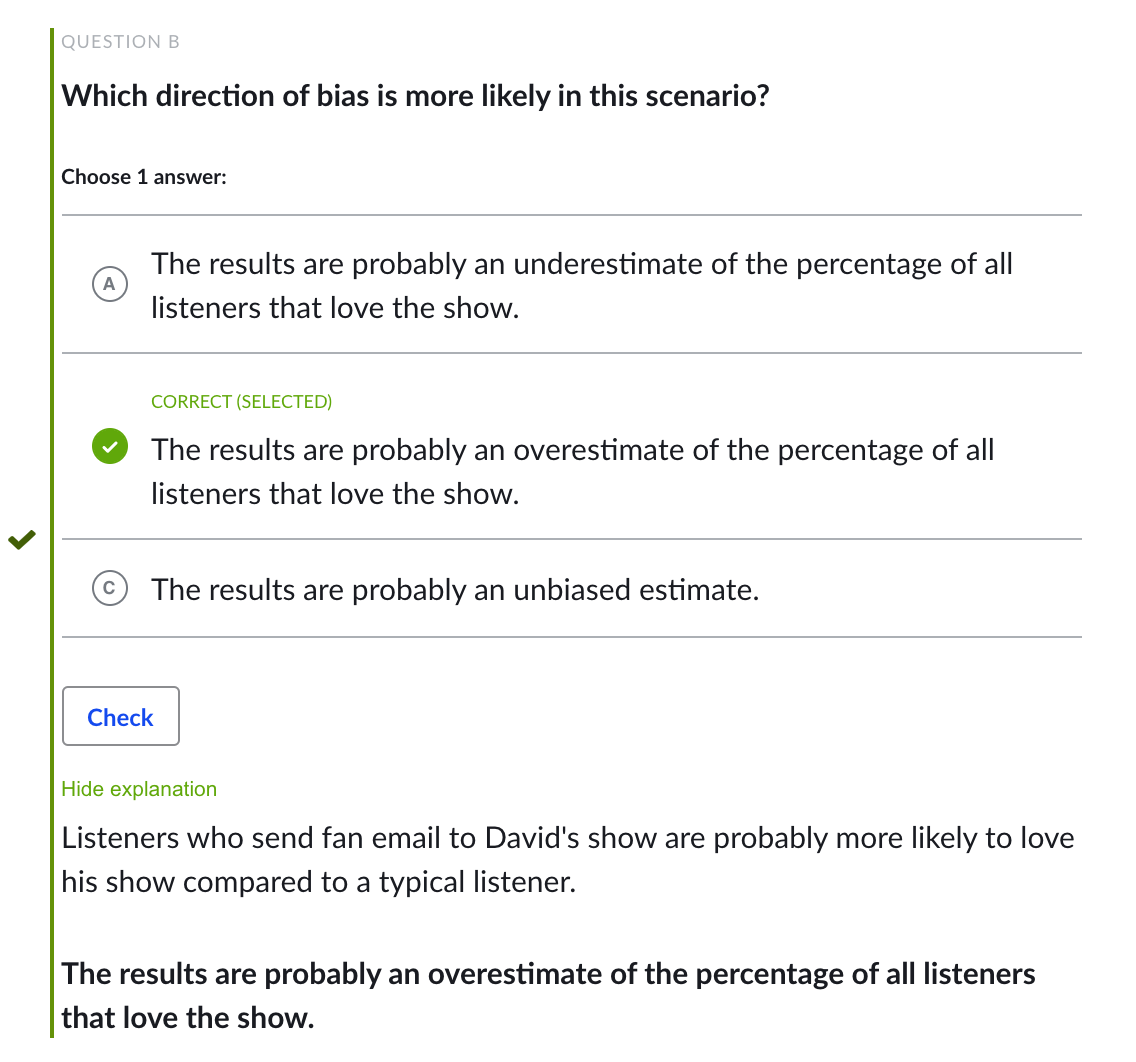 QUESTION B
Which direction of bias is more likely in this scenario?
Choose 1 answer:
A
The results are probably an underestimate of the percentage of all
listeners that love the show.
CORRECT (SELECTED)
The results are probably an overestimate of the percentage of all
listeners that love the show.
C
The results are probably an unbiased estimate.
Check
Hide explanation
Listeners who send fan email to David's show are probably more likely to love
his show compared to a typical listener.
The results are probably an overestimate of the percentage of all listeners
that love the show.